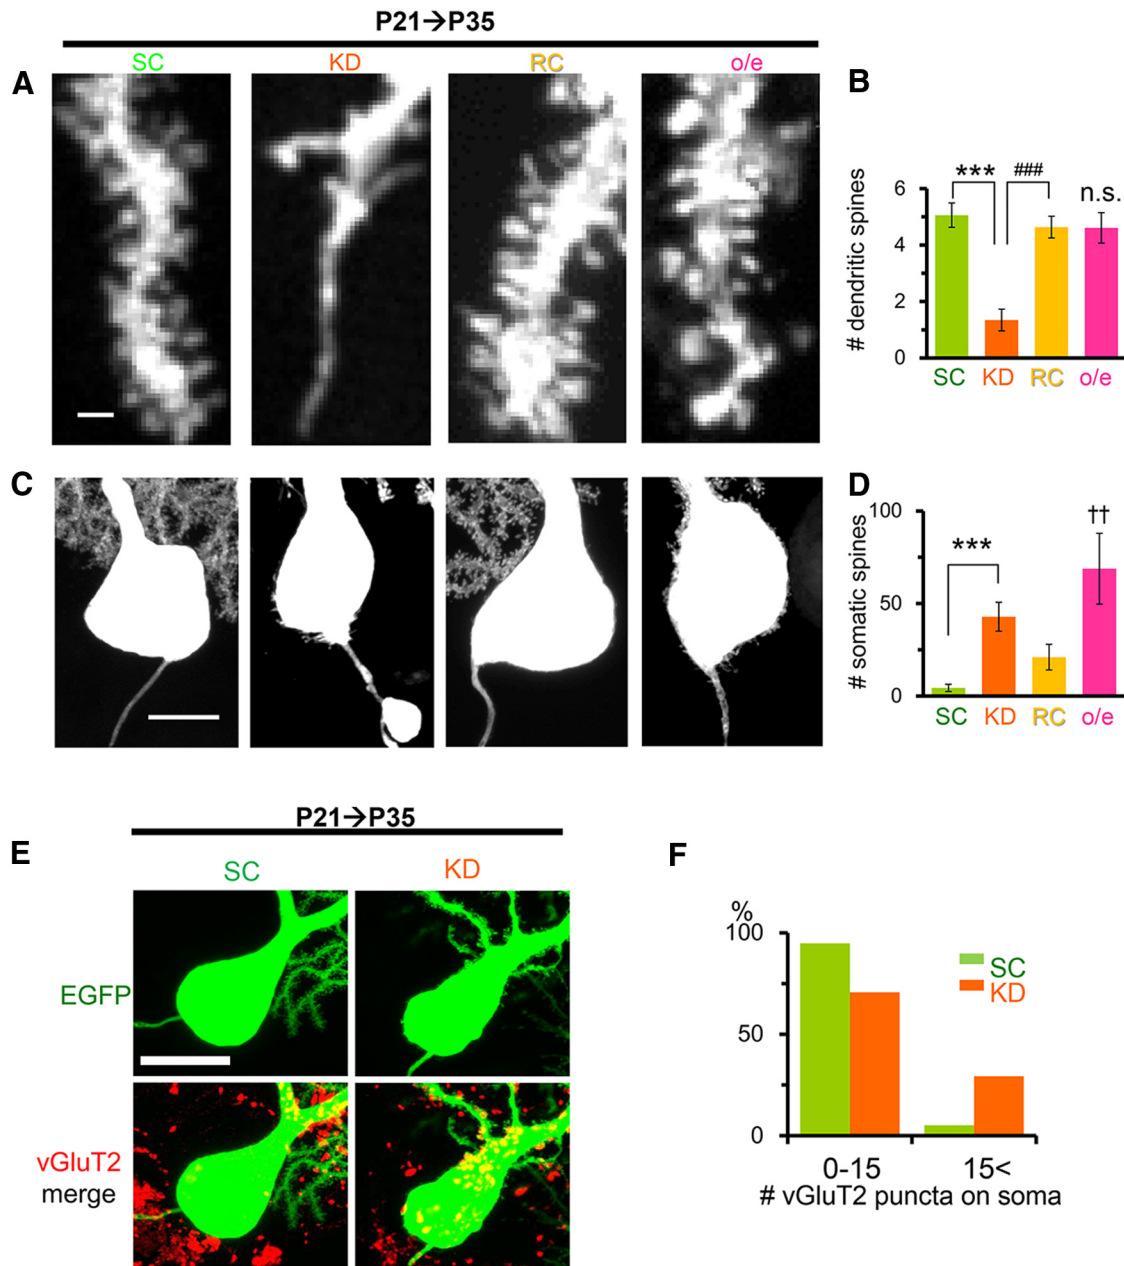 P21→P35
SC KD RC o/e
A
B
# dendritic spines
6
4
2
0
*** ### n.s.
SC KD RC o/e
C
D
# somatic spines
100
50
0
*** ††
SC KD RC o/e
E
P21→P35
SC KD
EGFP
vGluT2
merge
F
%
100
50
0
SC
KD
0-15 15<
# vGluT2 puncta on soma